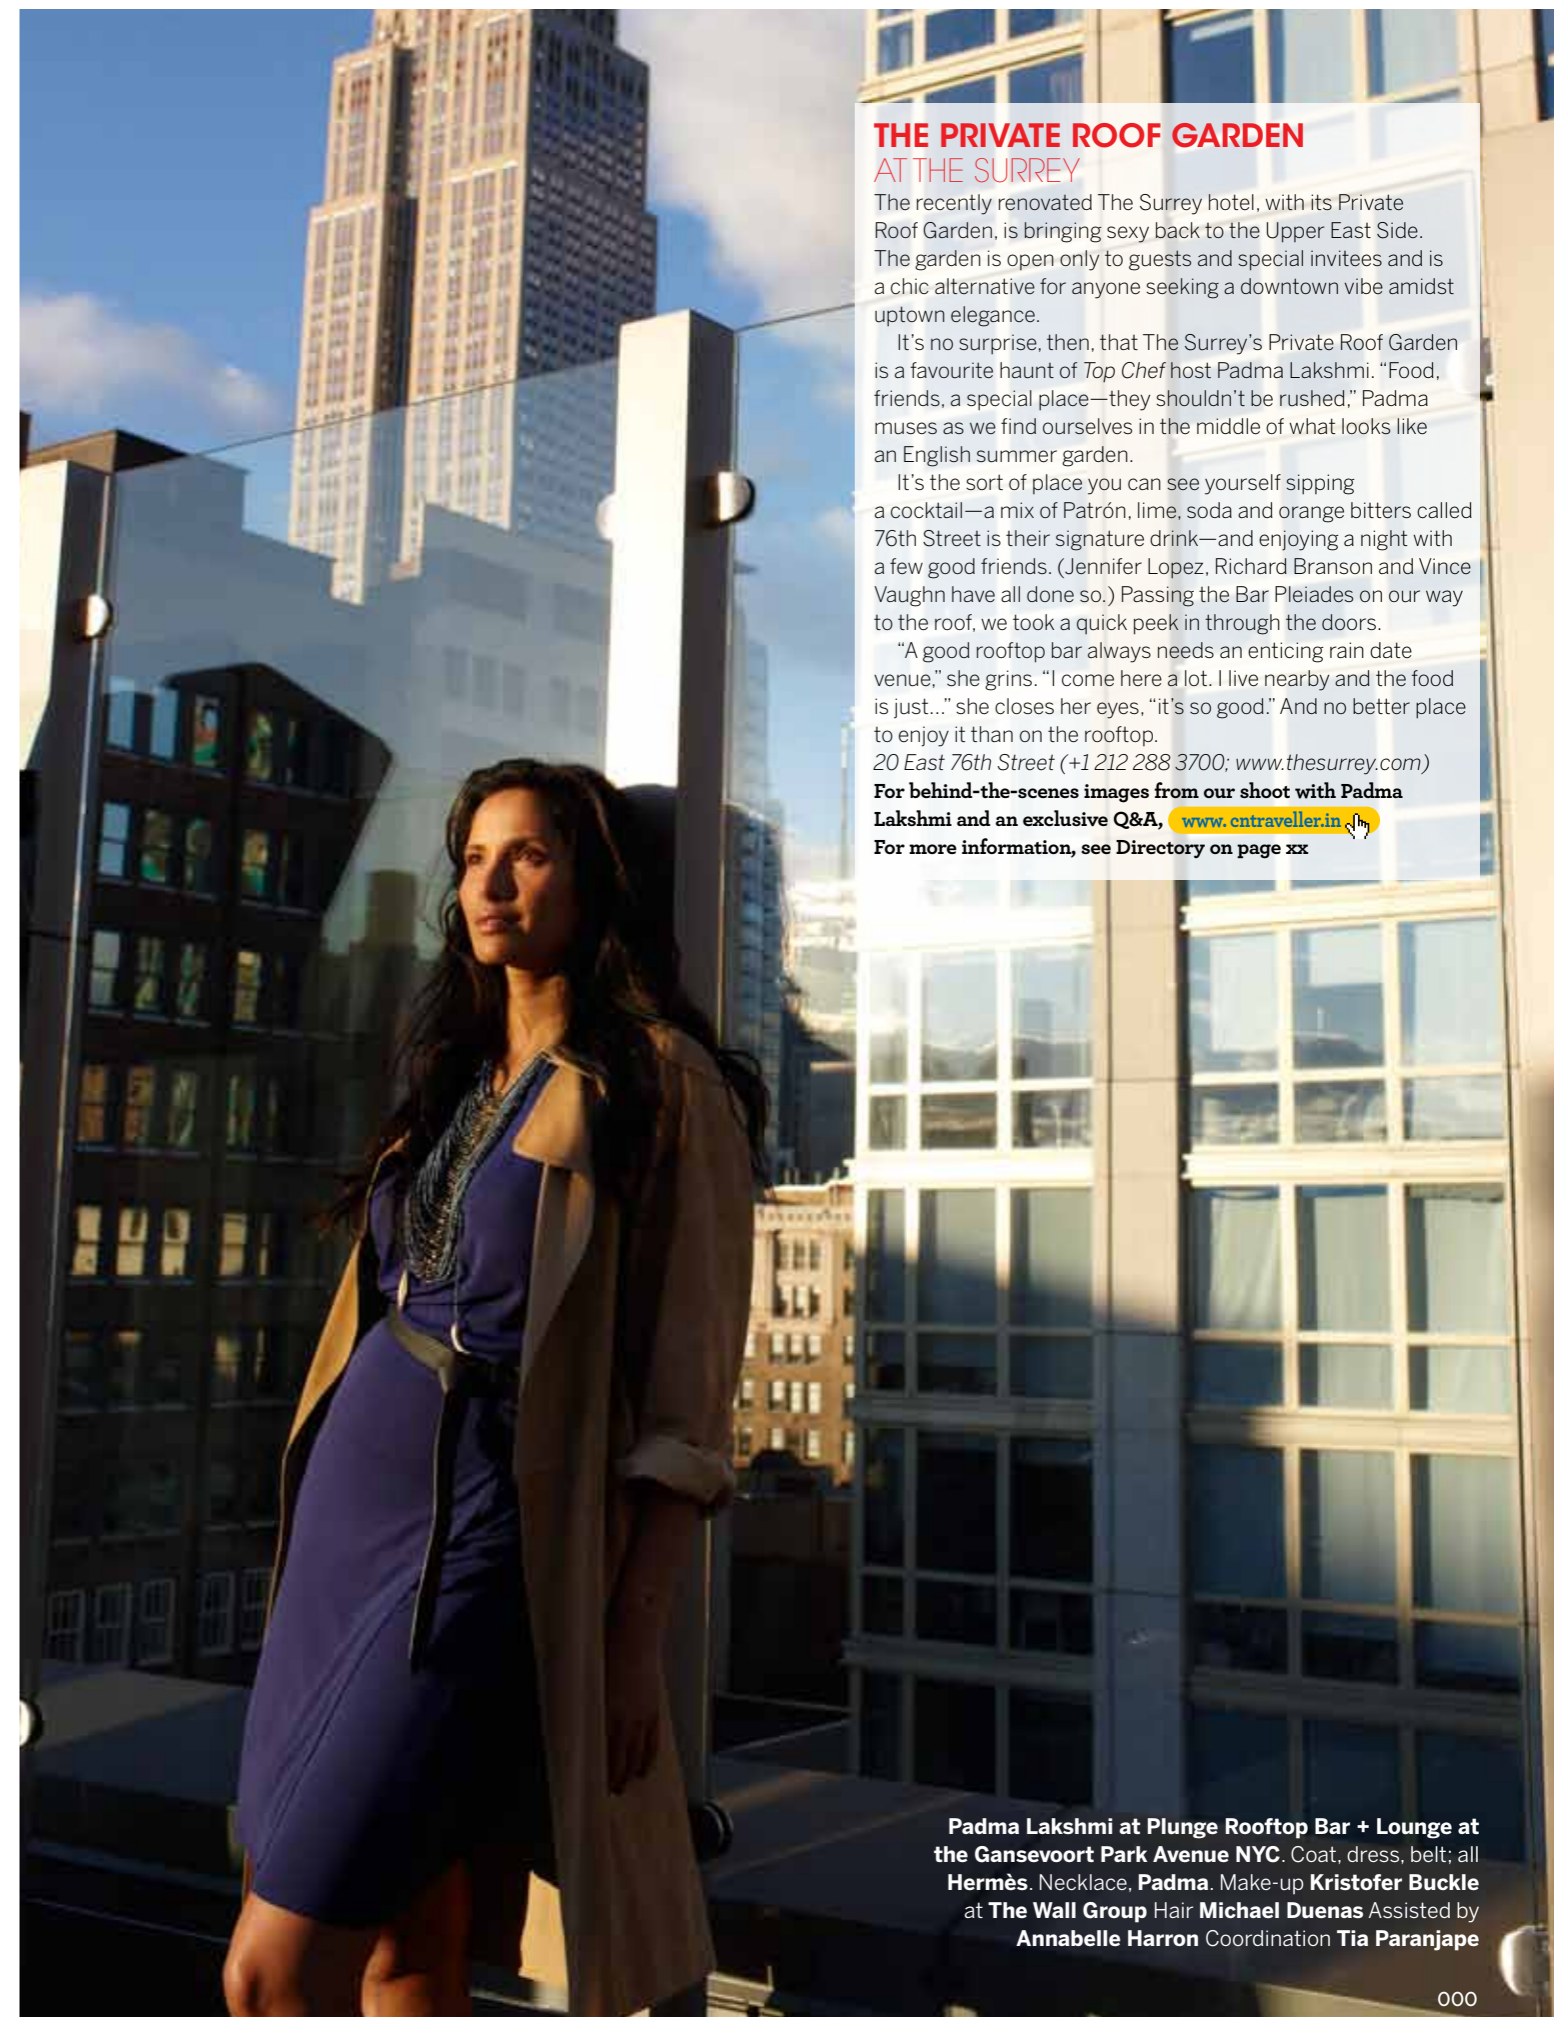 THE PRIVATE ROOF GARDEN
AT THE SURREY
The recently renovated The Surrey hotel, with its Private
Roof Garden, is bringing sexy back to the Upper East Side.
The garden is open only to guests and special invitees and is
a chic alternative for anyone seeking a downtown vibe amidst
uptown elegance.
It's no surprise, then, that The Surrey's Private Roof Garden
is a favourite haunt of Top Chef host Padma Lakshmi. “Food,
friends, a special place—they shouldn't be rushed,” Padma
muses as we find ourselves in the middle of what looks like
an English summer garden.
It's the sort of place you can see yourself sipping
a cocktail—a mix of Patrón, lime, soda and orange bitters called
76th Street is their signature drink—and enjoying a night with
a few good friends. (Jennifer Lopez, Richard Branson and Vince
Vaughn have all done so.) Passing the Bar Pleiades on our way
to the roof, we took a quick peek in through the doors.
“A good rooftop bar always needs an enticing rain date
venue,” she grins. “I come here a lot. I live nearby and the food
is just...” she closes her eyes, “it's so good.” And no better place
to enjoy it than on the rooftop.
20 East 76th Street (+1 212 288 3700; www.thesurrey.com)
For behind-the-scenes images from our shoot with Padma
Lakshmi and an exclusive Q&A, www. cntraveller.in
For more information, see Directory on page xx
Padma Lakshmi at Plunge Rooftop Bar + Lounge at
the Gansevoort Park Avenue NYC. Coat, dress, belt; all
Hermès. Necklace, Padma. Make-up Kristofer Buckle
at The Wall Group Hair Michael Duenas Assisted by
Annabelle Harron Coordination Tia Paranjape
000